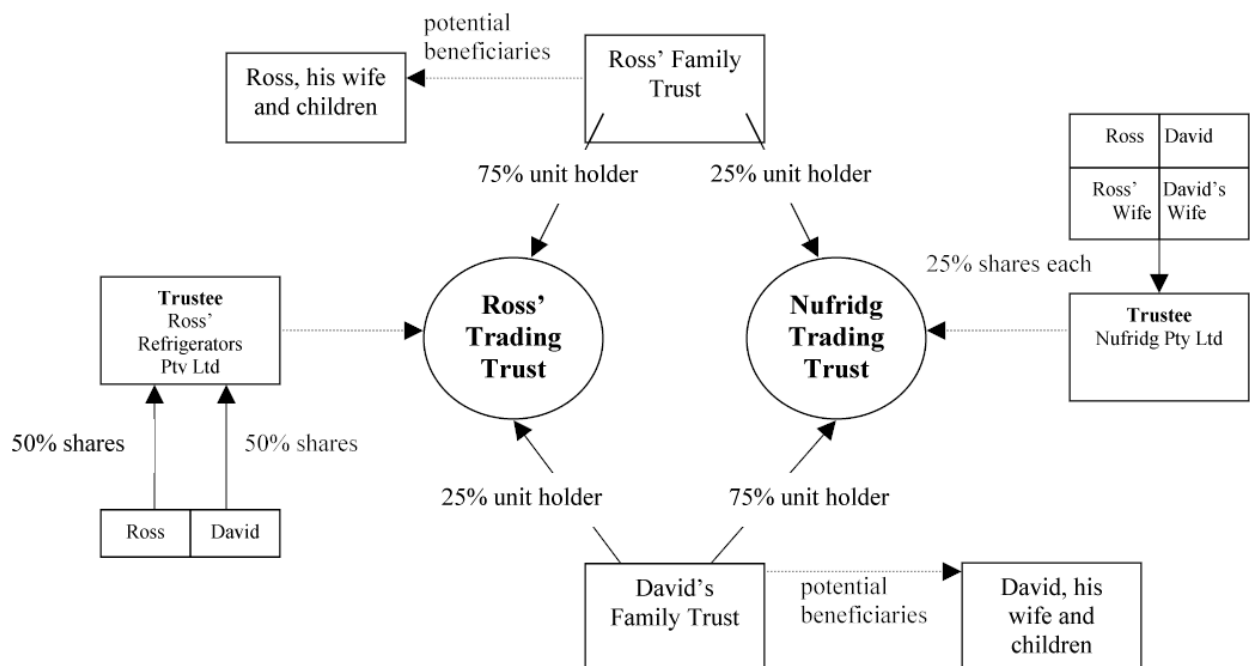 potential
beneficiaries
Ross, his wife
and children
Ross’ Family
Trust
Ross
David
Ross’
Wife
David’s
Wife
75% unit holder
25% unit holder
25% shares each
Trustee
Ross’
Refrigerators
Pty Ltd
Ross’
Trading
Trust
Nufridg
Trading
Trust
Trustee
Nufridg Pty Ltd
50% shares
50% shares
25% unit holder
75% unit holder
Ross
David
David’s
Family Trust
potential
beneficiaries
David, his
wife and
children